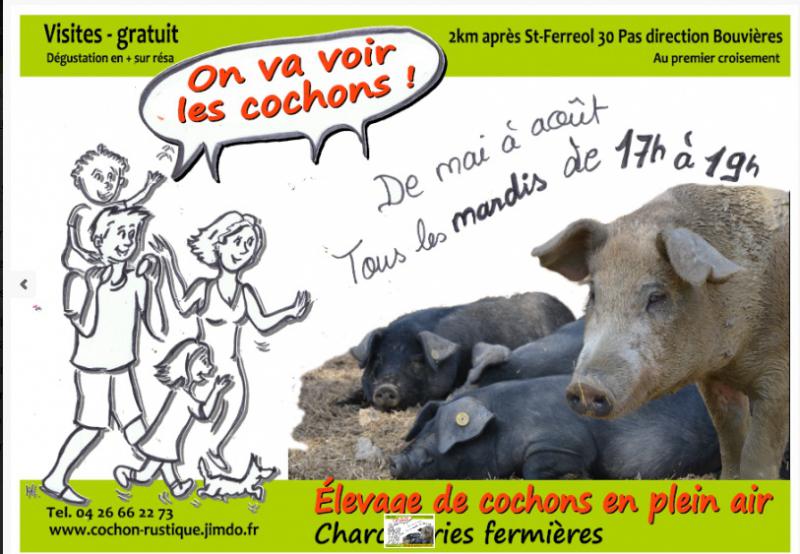 Visites - gratuit
Dégustation en + sur résa
2km après St-Ferreol 30 Pas direction Bouvières
Au premier croisement
On va voir
les cochons !
De mai à août
Tous les mardis de 17h à 19h
Élevage de cochons en plein air
fermières
Tel. 04 26 66 22 73
www.cochon-rustique.jimdo.fr